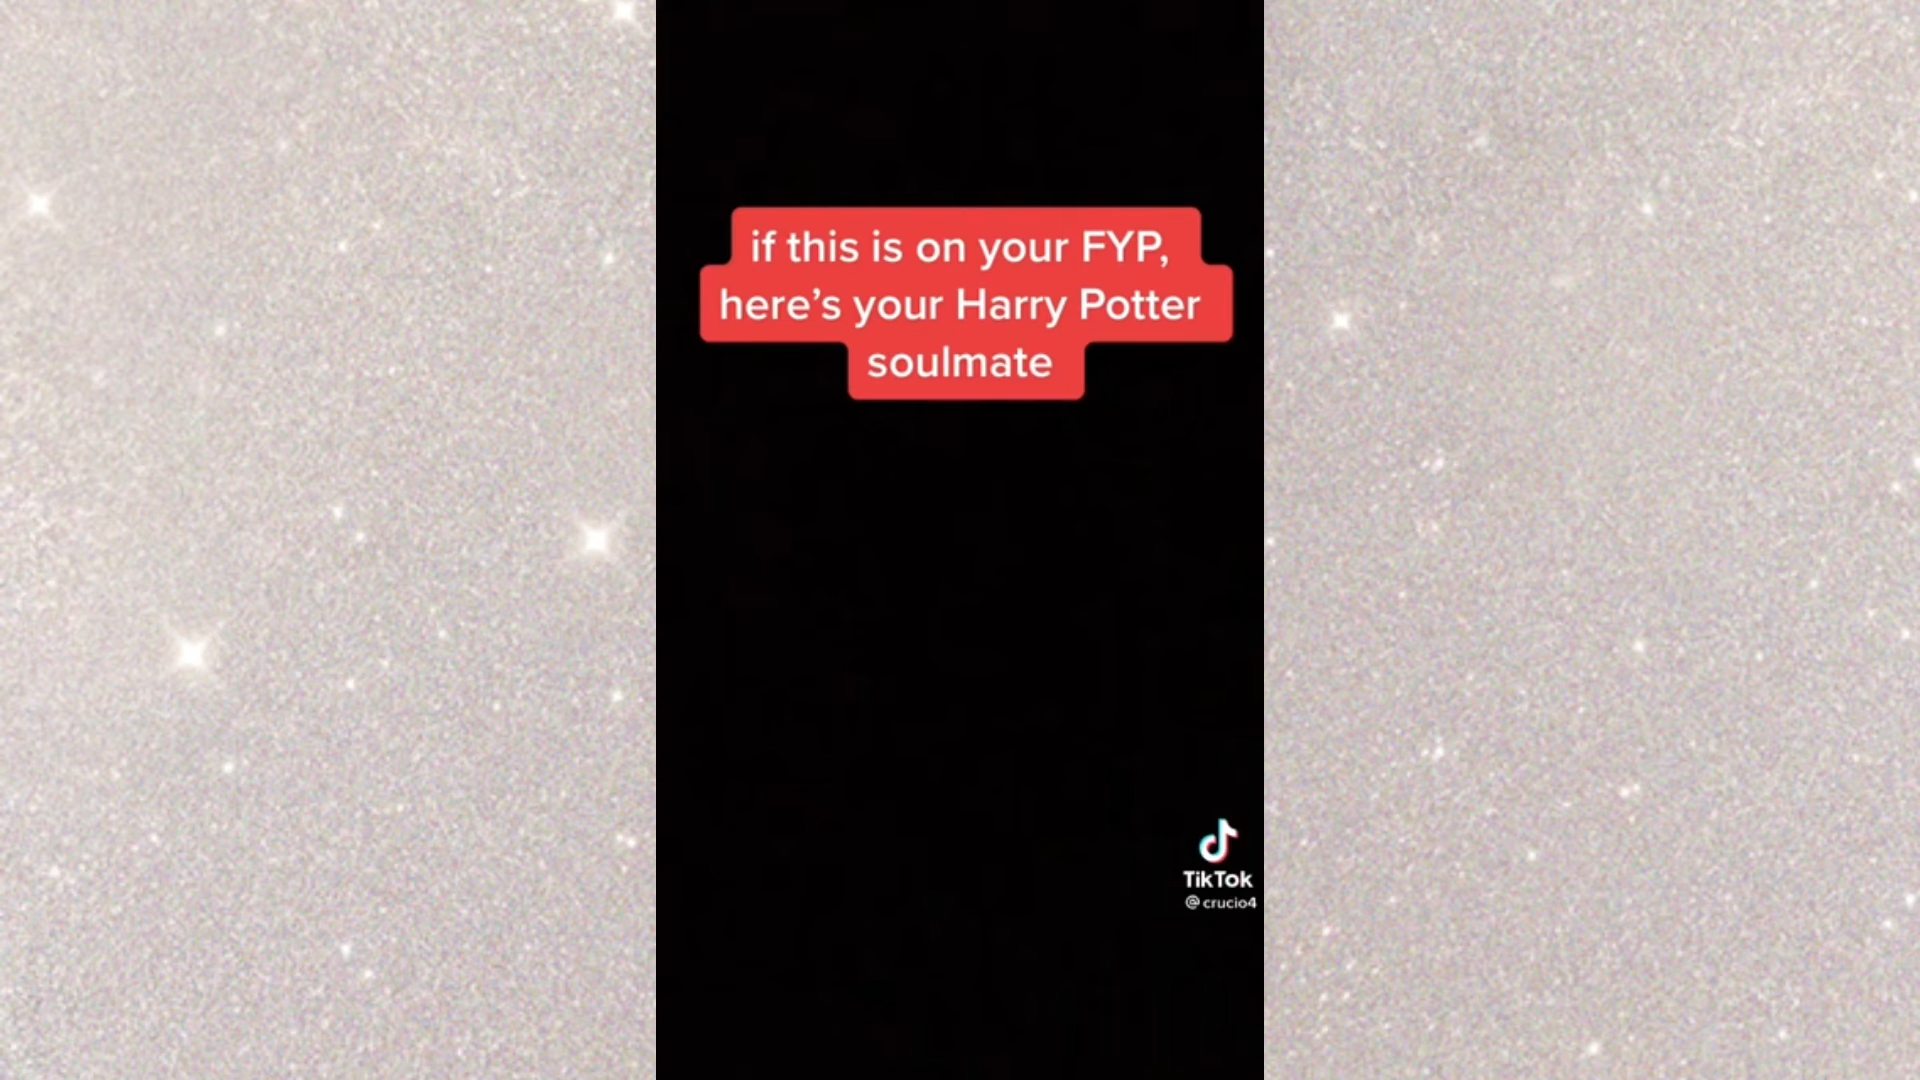 if this is on your FYP,
here’s your Harry Potter
soulmate
TikTok
@crucio4